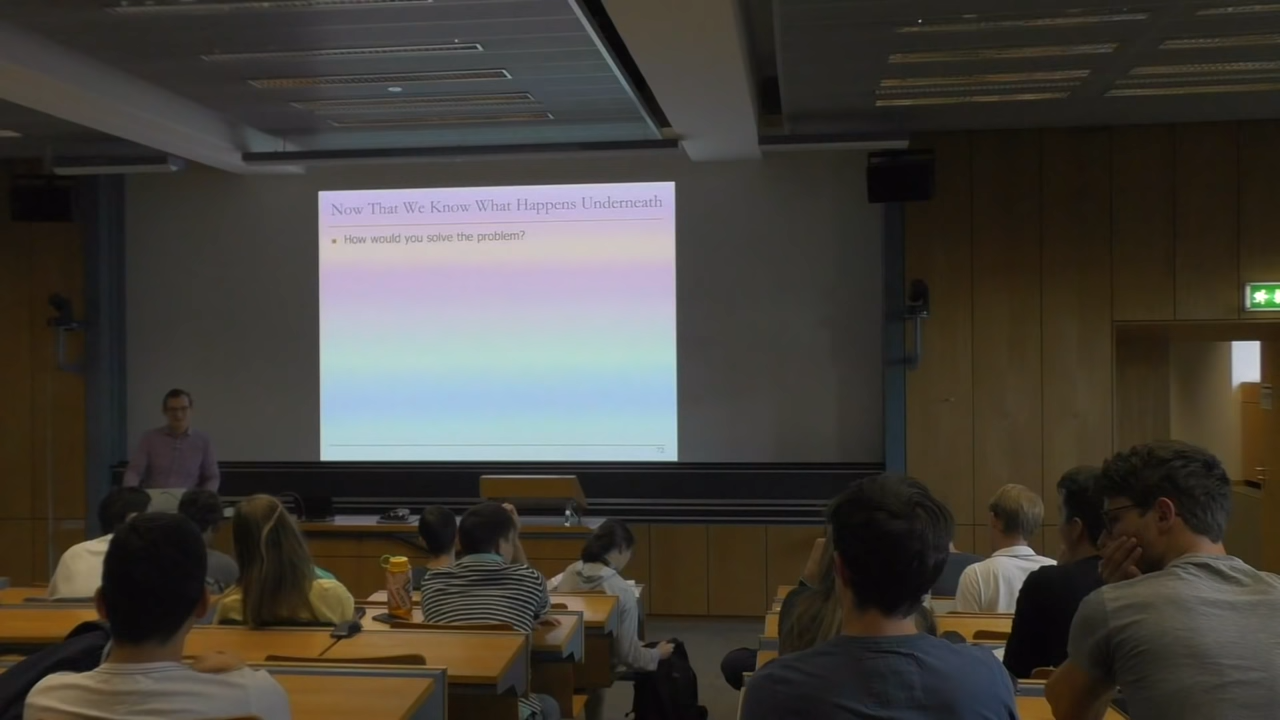 Now That We Know What Happens Underneath
How would you solve the problem?